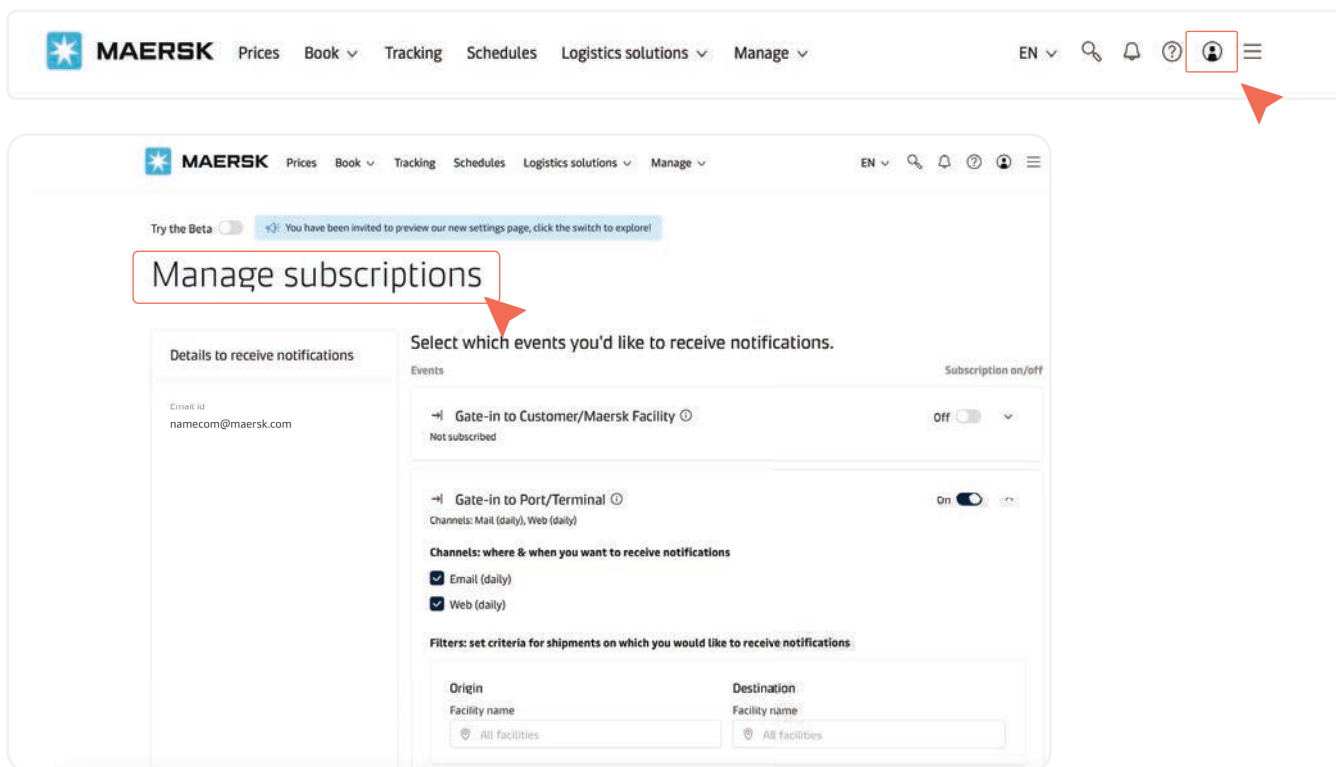 MAERSK Prices Book Tracking Schedules Logistics solutions Manage EN
MAERSK Prices Book Tracking Schedules Logistics solutions Manage EN
Try the Beta You have been invited to preview our new settings page, click the switch to explore!
Manage subscriptions
Details to receive notifications
Email id
namecom@maersk.com
Select which events you'd like to receive notifications.
Events Subscription on/off
Gate-in to Customer/Maersk Facility Off
Not subscribed
Gate-in to Port/Terminal On
Channels: Mail (daily), Web (daily)
Channels: where & when you want to receive notifications
Email (daily)
Web (daily)
Filters: set criteria for shipments on which you would like to receive notifications
Origin Destination
Facility name Facility name
All facilities All facilities